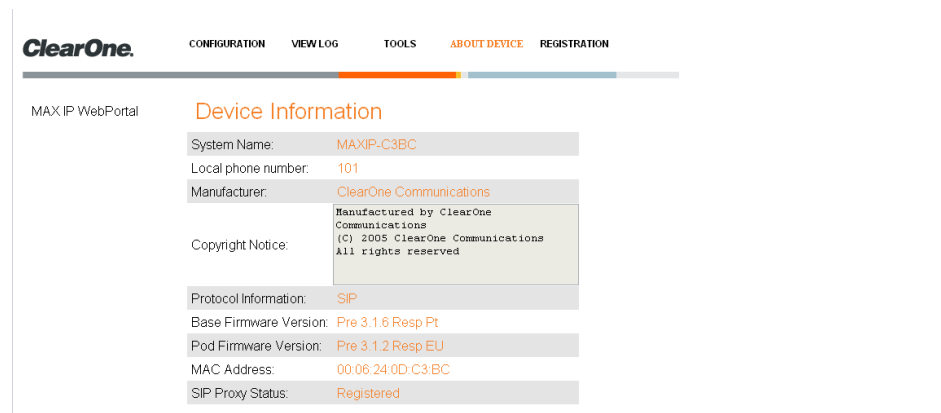 ClearOne.
CONFIGURATION VIEW LOG TOOLS ABOUT DEVICE REGISTRATION
MAX IP WebPortal
Device Information
System Name: MAXIP-C3BC
Local phone number: 101
Manufacturer: ClearOne Communications
Copyright Notice:
Manufactured by ClearOne
Communications
(C) 2005 ClearOne Communications
All rights reserved
Protocol Information: SIP
Base Firmware Version: Pre 3.1.6 Resp Pt
Pod Firmware Version: Pre 3.1.2 Resp EU
MAC Address: 00:06:24:0D:C3:BC
SIP Proxy Status: Registered